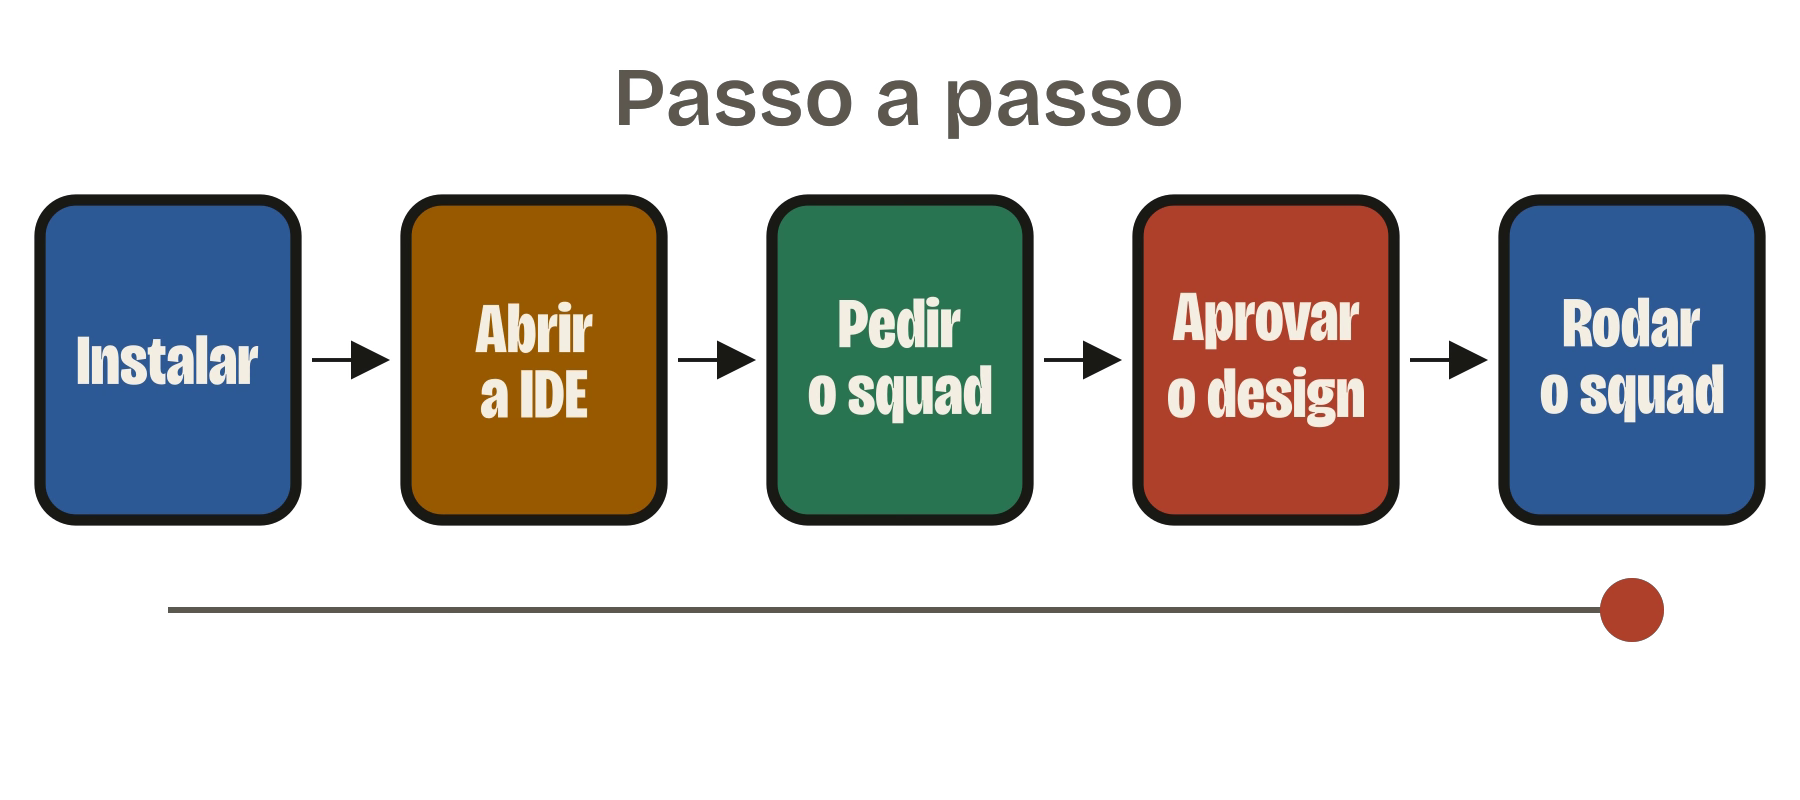 Passo a passo
Instalar
Abrir
a IDE
Pedir
o squad
Aprovar
o design
Rodar
o squad